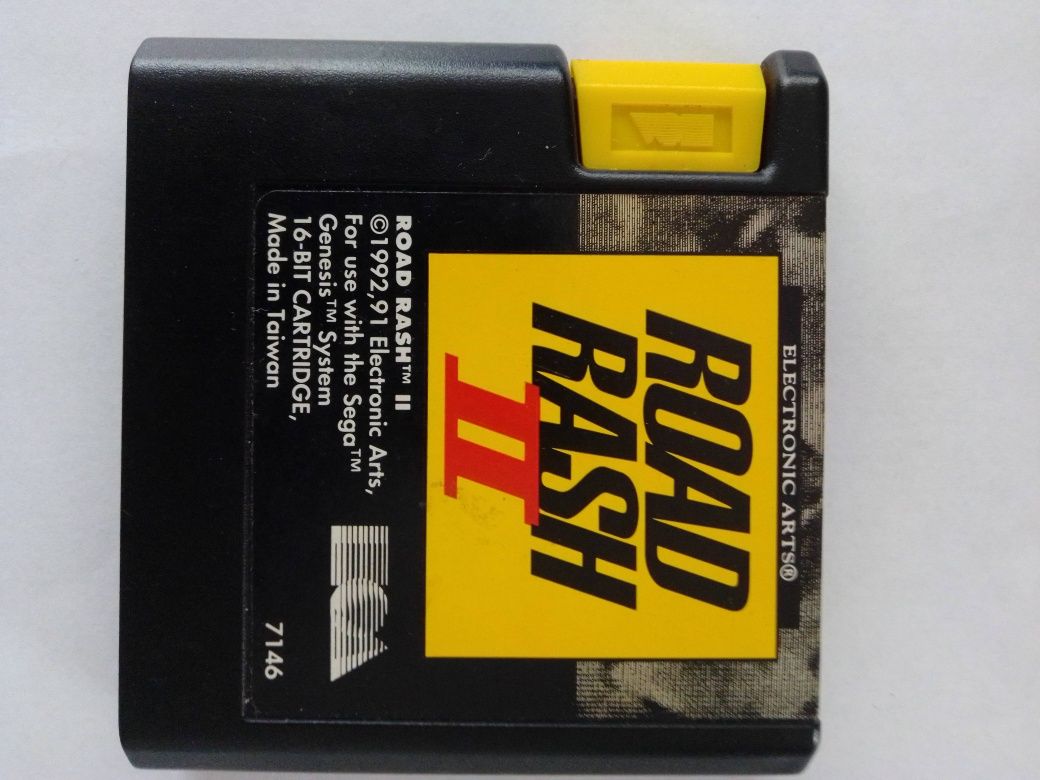 ELECTRONIC ARTS®
ROAD
RASH
II
ROAD RASH™ II
©1992,91 Electronic Arts,
For use with the Sega™
Genesis™ System
16-BIT CARTRIDGE,
Made in Taiwan
EA
7146